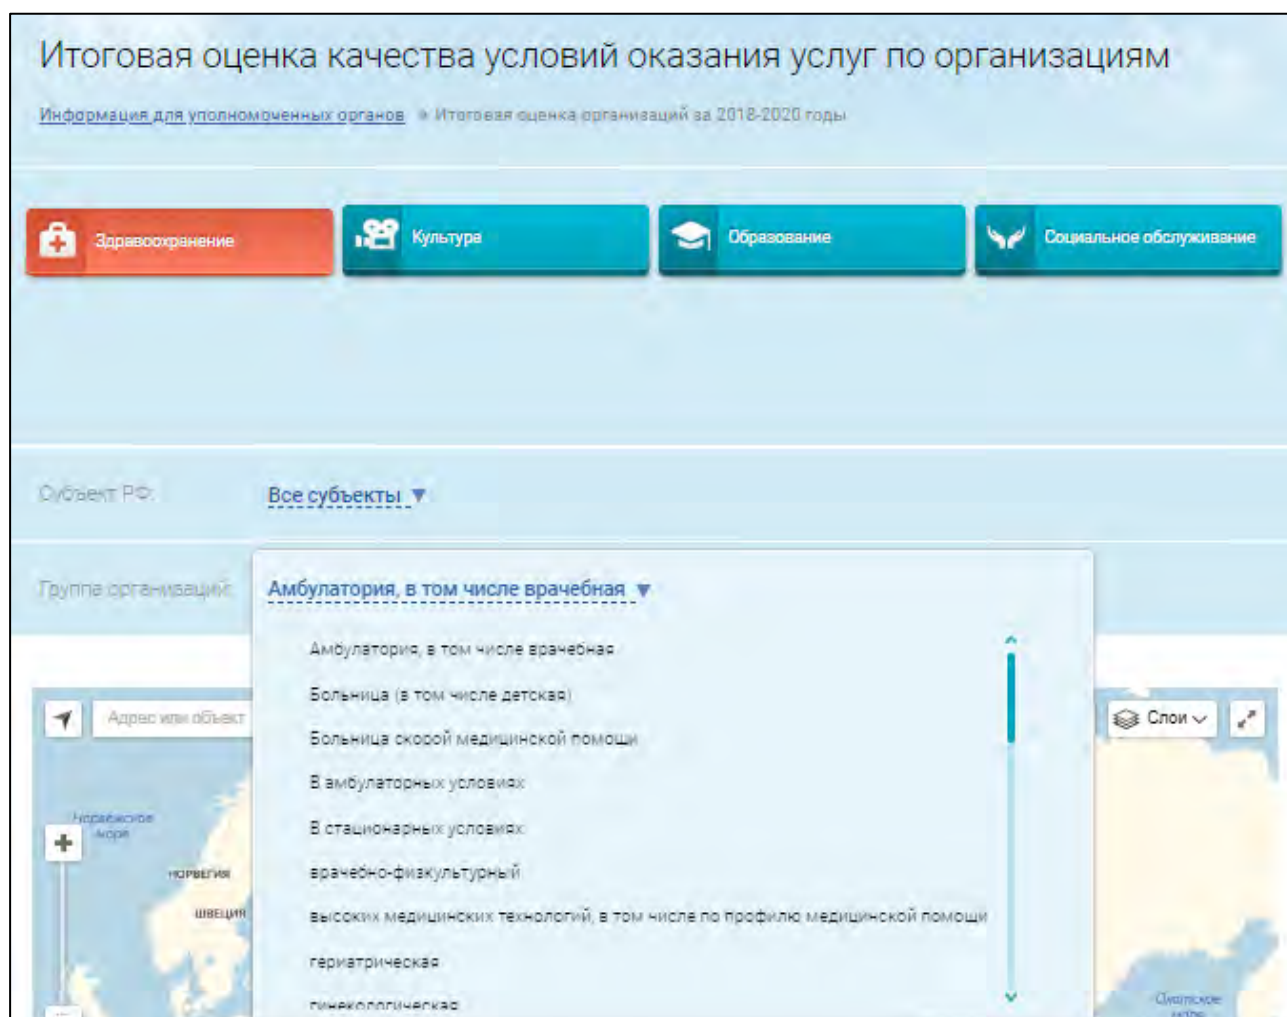 Итоговая оценка качества условий оказания услуг по организациям
Информация для уполномоченных органов » Итоговая оценка организаций за 2018-2020 годы
Здравоохранение
Культура
Образование
Социальное обслуживание
Субъект РФ:
Все субъекты
Группа организаций:
Амбулатория, в том числе врачебная
Амбулатория, в том числе врачебная
Больница (в том числе детская)
Больница скорой медицинской помощи
В амбулаторных условиях
В стационарных условиях
врачебно-физкультурный
высоких медицинских технологий, в том числе по профилю медицинской помощи
гериатрическая
гинекологическая
Адрес или объект
Слои
Норвежское
море
НОРВЕГИЯ
ШВЕЦИЯ
Охотское
море